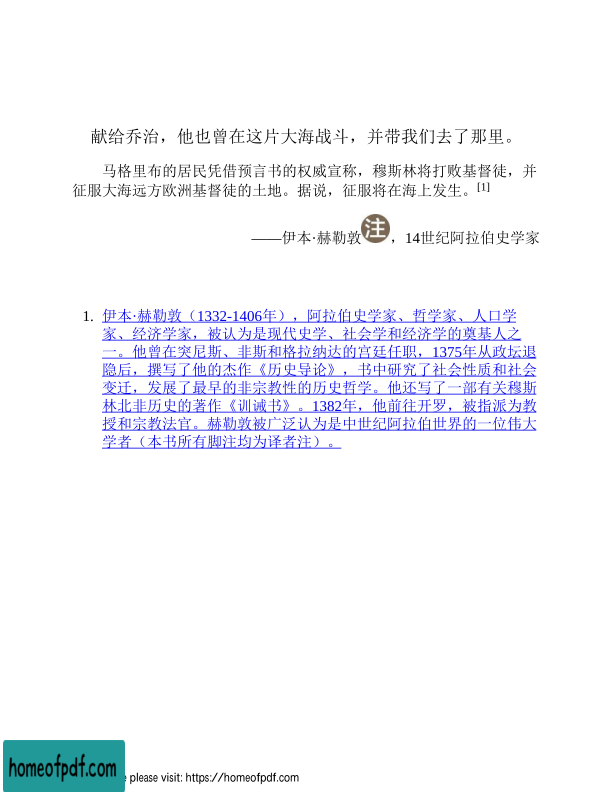 献给乔治，他也曾在这片大海战斗，并带我们去了那里。
马格里布的居民凭借预言书的权威宣称，穆斯林将打败基督徒，并
征服大海远方欧洲基督徒的土地。据说，征服将在海上发生。[1]
——伊本·赫勒敦注，14世纪阿拉伯史学家
1. 伊本·赫勒敦（1332-1406年），阿拉伯史学家、哲学家、人口学
家、经济学家，被认为是现代史学、社会学和经济学的奠基人之
一。他曾在突尼斯、非斯和格拉纳达的宫廷任职，1375年从政坛退
隐后，撰写了他的杰作《历史导论》，书中研究了社会性质和社会
变迁，发展了最早的非宗教性的历史哲学。他还写了一部有关穆斯
林北非历史的著作《训诫书》。1382年，他前往开罗，被指派为教
授和宗教法官。赫勒敦被广泛认为是中世纪阿拉伯世界的一位伟大
学者（本书所有脚注均为译者注）。
homeofpdf.com
please visit: https://homeofpdf.com